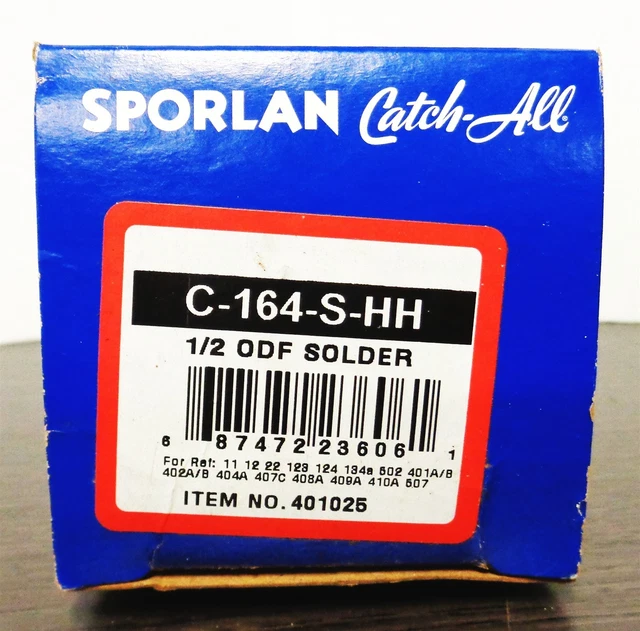 SPORLAN Catch-All
C-164-S-HH
1/2 ODF SOLDER
6 87472 23606 1
For Ref: 11 12 22 123 124 134a 502 401A/B
402A/B 404A 407C 408A 409A 410A 507
ITEM NO. 401025